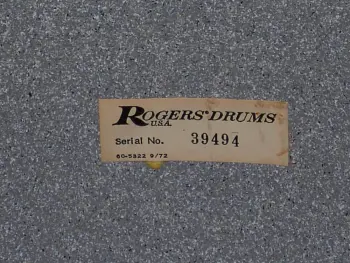 ROGERS DRUMS
U.S.A.
Serial No. 39494
60-5322 9/72